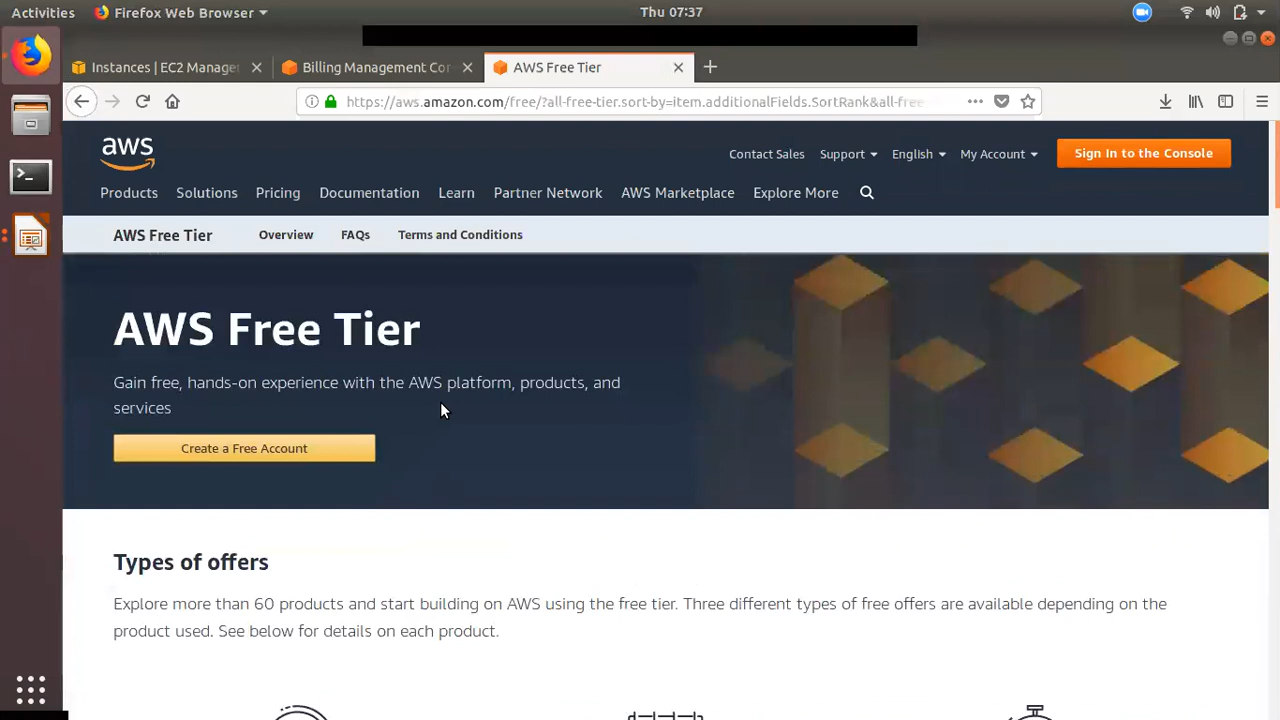 Activities
Firefox Web Browser
Thu 07:37
Instances | EC2 Manage
Billing Management Co
AWS Free Tier
https://aws.amazon.com/free/?all-free-tier.sort-by=item.additionalFields.SortRank&all-free
aws
Contact Sales
Support
English
My Account
Sign In to the Console
Products
Solutions
Pricing
Documentation
Learn
Partner Network
AWS Marketplace
Explore More
AWS Free Tier
Overview
FAQs
Terms and Conditions
AWS Free Tier
Gain free, hands-on experience with the AWS platform, products, and
services
Create a Free Account
Types of offers
Explore more than 60 products and start building on AWS using the free tier. Three different types of free offers are available depending on the
product used. See below for details on each product.